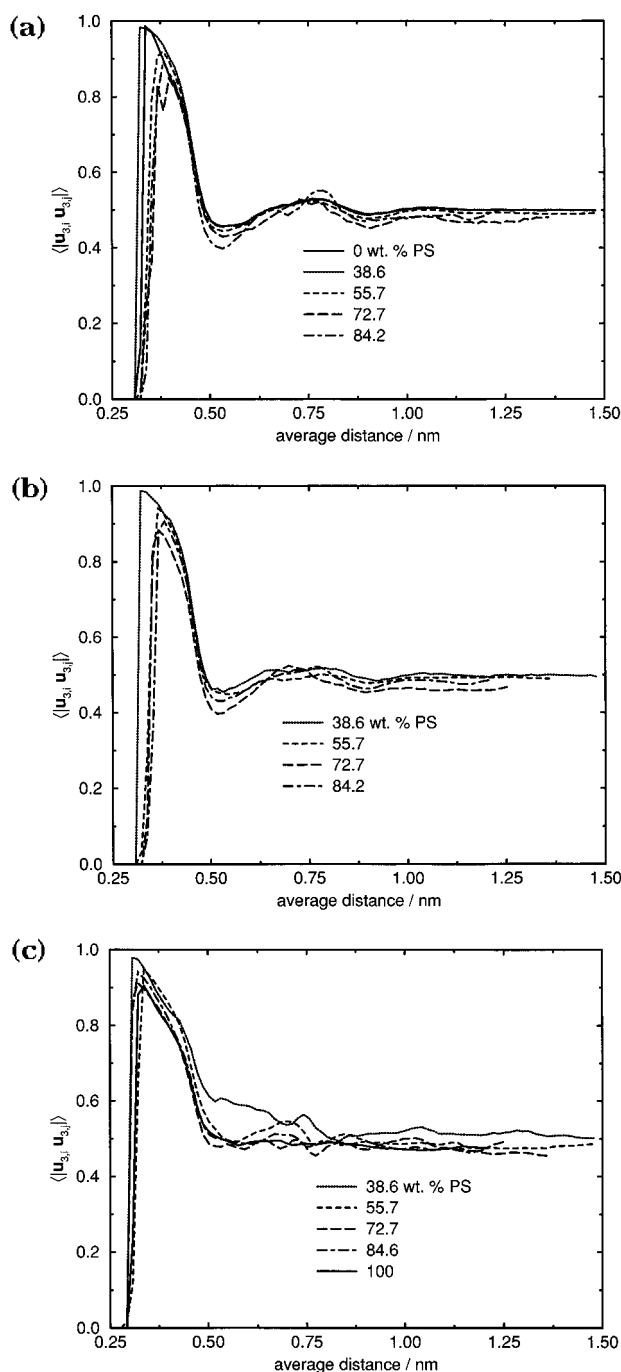 (a)
1.0
0.8
0.6
0.4
0.2
0.0
⟨|u3,i u3,j|⟩
0 wt. % PS
38.6
55.7
72.7
84.2
0.25 0.50 0.75 1.00 1.25 1.50
average distance / nm
(b)
1.0
0.8
0.6
0.4
0.2
0.0
⟨|u3,i u3,j|⟩
38.6 wt. % PS
55.7
72.7
84.2
0.25 0.50 0.75 1.00 1.25 1.50
average distance / nm
(c)
1.0
0.8
0.6
0.4
0.2
0.0
⟨|u3,i u3,j|⟩
38.6 wt. % PS
55.7
72.7
84.6
100
0.25 0.50 0.75 1.00 1.25 1.50
average distance / nm